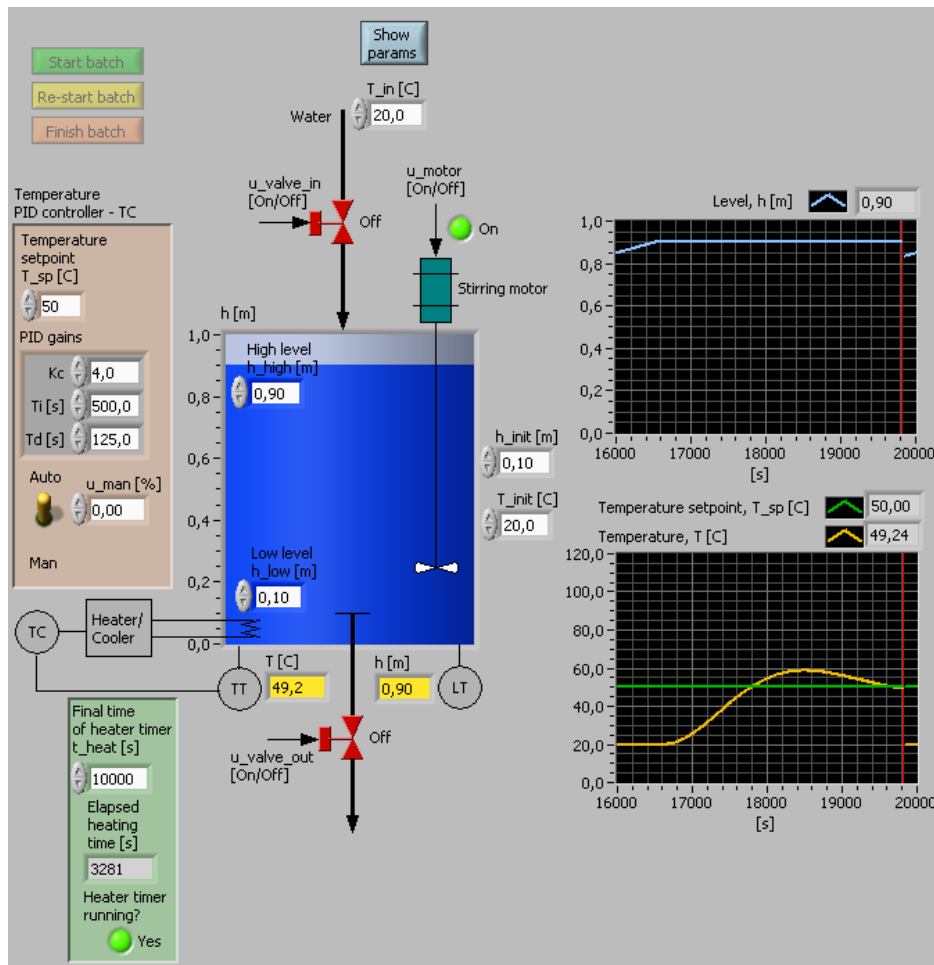 Show
params
Start batch
Re-start batch
Finish batch
T_in [C]
Water
20,0
u_valve_in
[On/Off]
Off
u_motor
[On/Off]
On
Stirring motor
Temperature
PID controller - TC
Temperature
setpoint
T_sp [C]
50
PID gains
Kc 4,0
Ti [s] 500,0
Td [s] 125,0
Auto
u_man [%]
0,00
Man
h [m]
1,0
0,8
0,6
0,4
0,2
0,0
High level
h_high [m]
0,90
Low level
h_low [m]
0,10
h_init [m]
0,10
T_init [C]
20,0
TC
Heater/
Cooler
TT
T [C]
49,2
h [m]
0,90
LT
u_valve_out
[On/Off]
Off
Final time
of heater timer
t_heat [s]
10000
Elapsed
heating
time [s]
3281
Heater timer
running?
Yes
Level, h [m] 0,90
1,0
0,8
0,6
0,4
0,2
0,0
16000 17000 18000 19000 20000
[s]
Temperature setpoint, T_sp [C] 50,00
Temperature, T [C] 49,24
120,0
100,0
80,0
60,0
40,0
20,0
0,0
16000 17000 18000 19000 20000
[s]